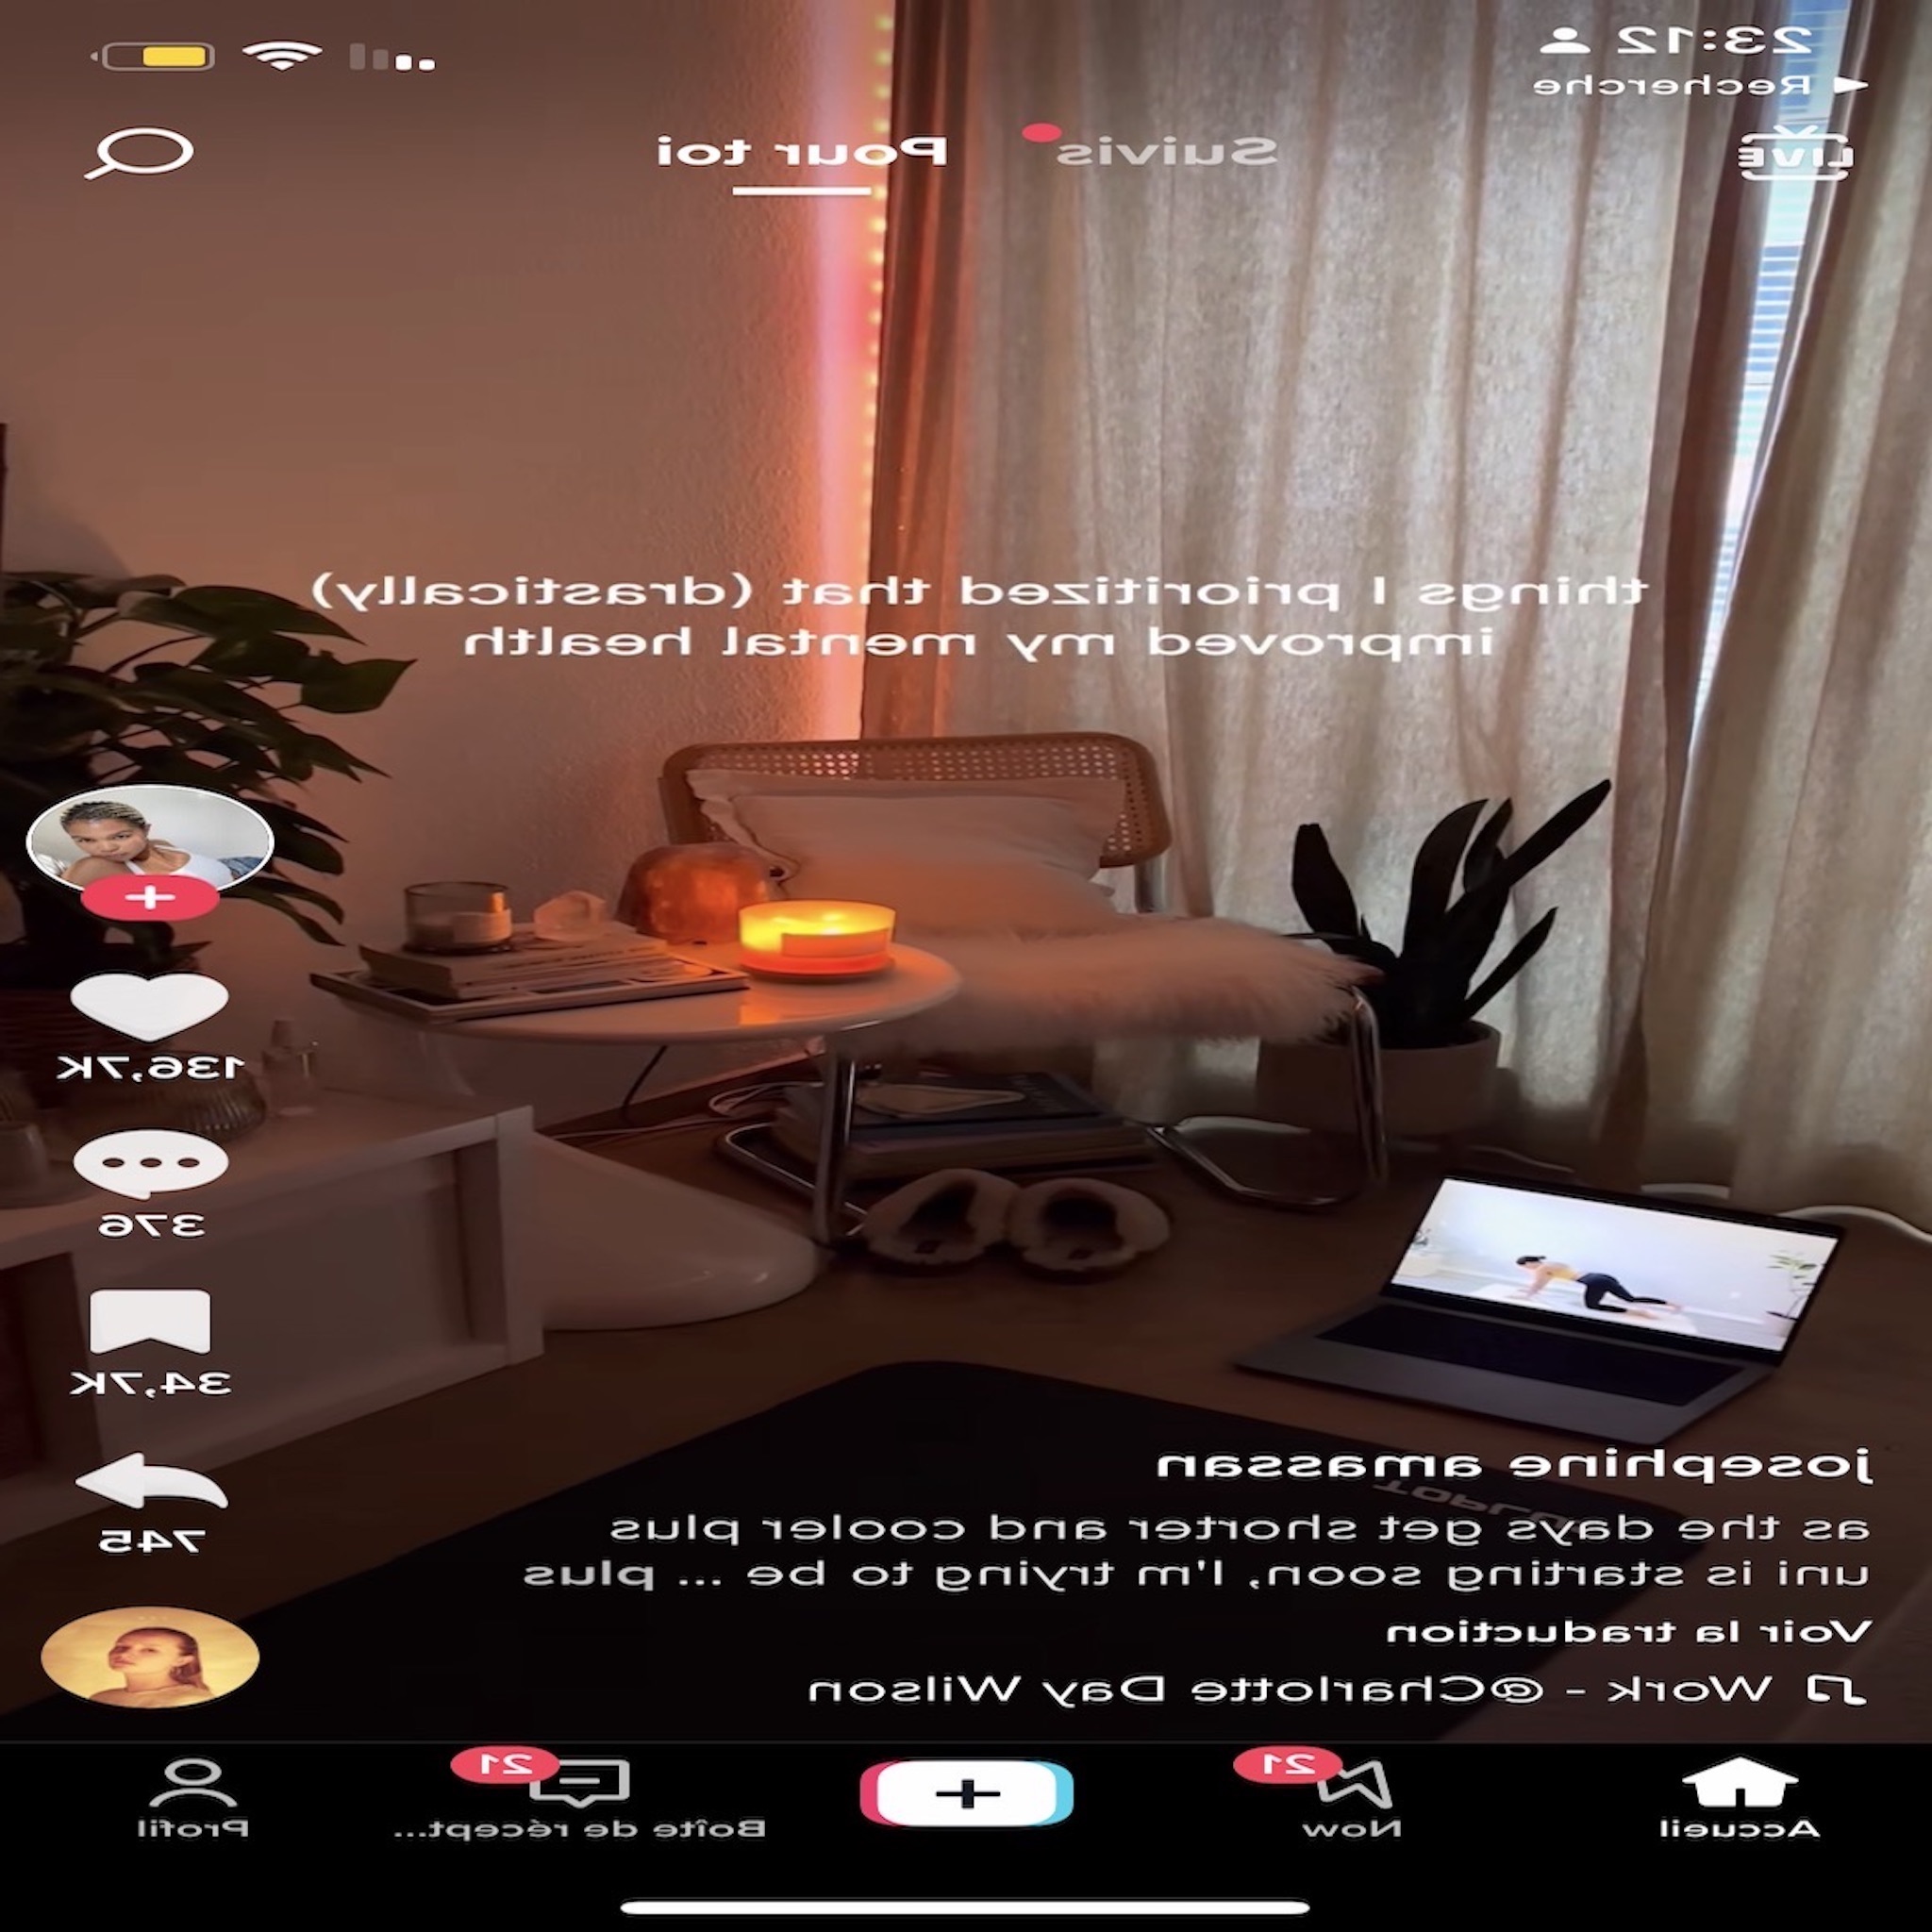 23:12
◀ Recherche
LIVE
Suivis
Pour toi
things I prioritized that (drastically)
improved my mental health
136,7K
376
34,7K
745
josephine amassan
as the days get shorter and cooler plus
uni is starting soon, I'm trying to be ... plus
Voir la traduction
Work - @Charlotte Day Wilson
21
21
Accueil
Now
Boîte de récept...
Profil